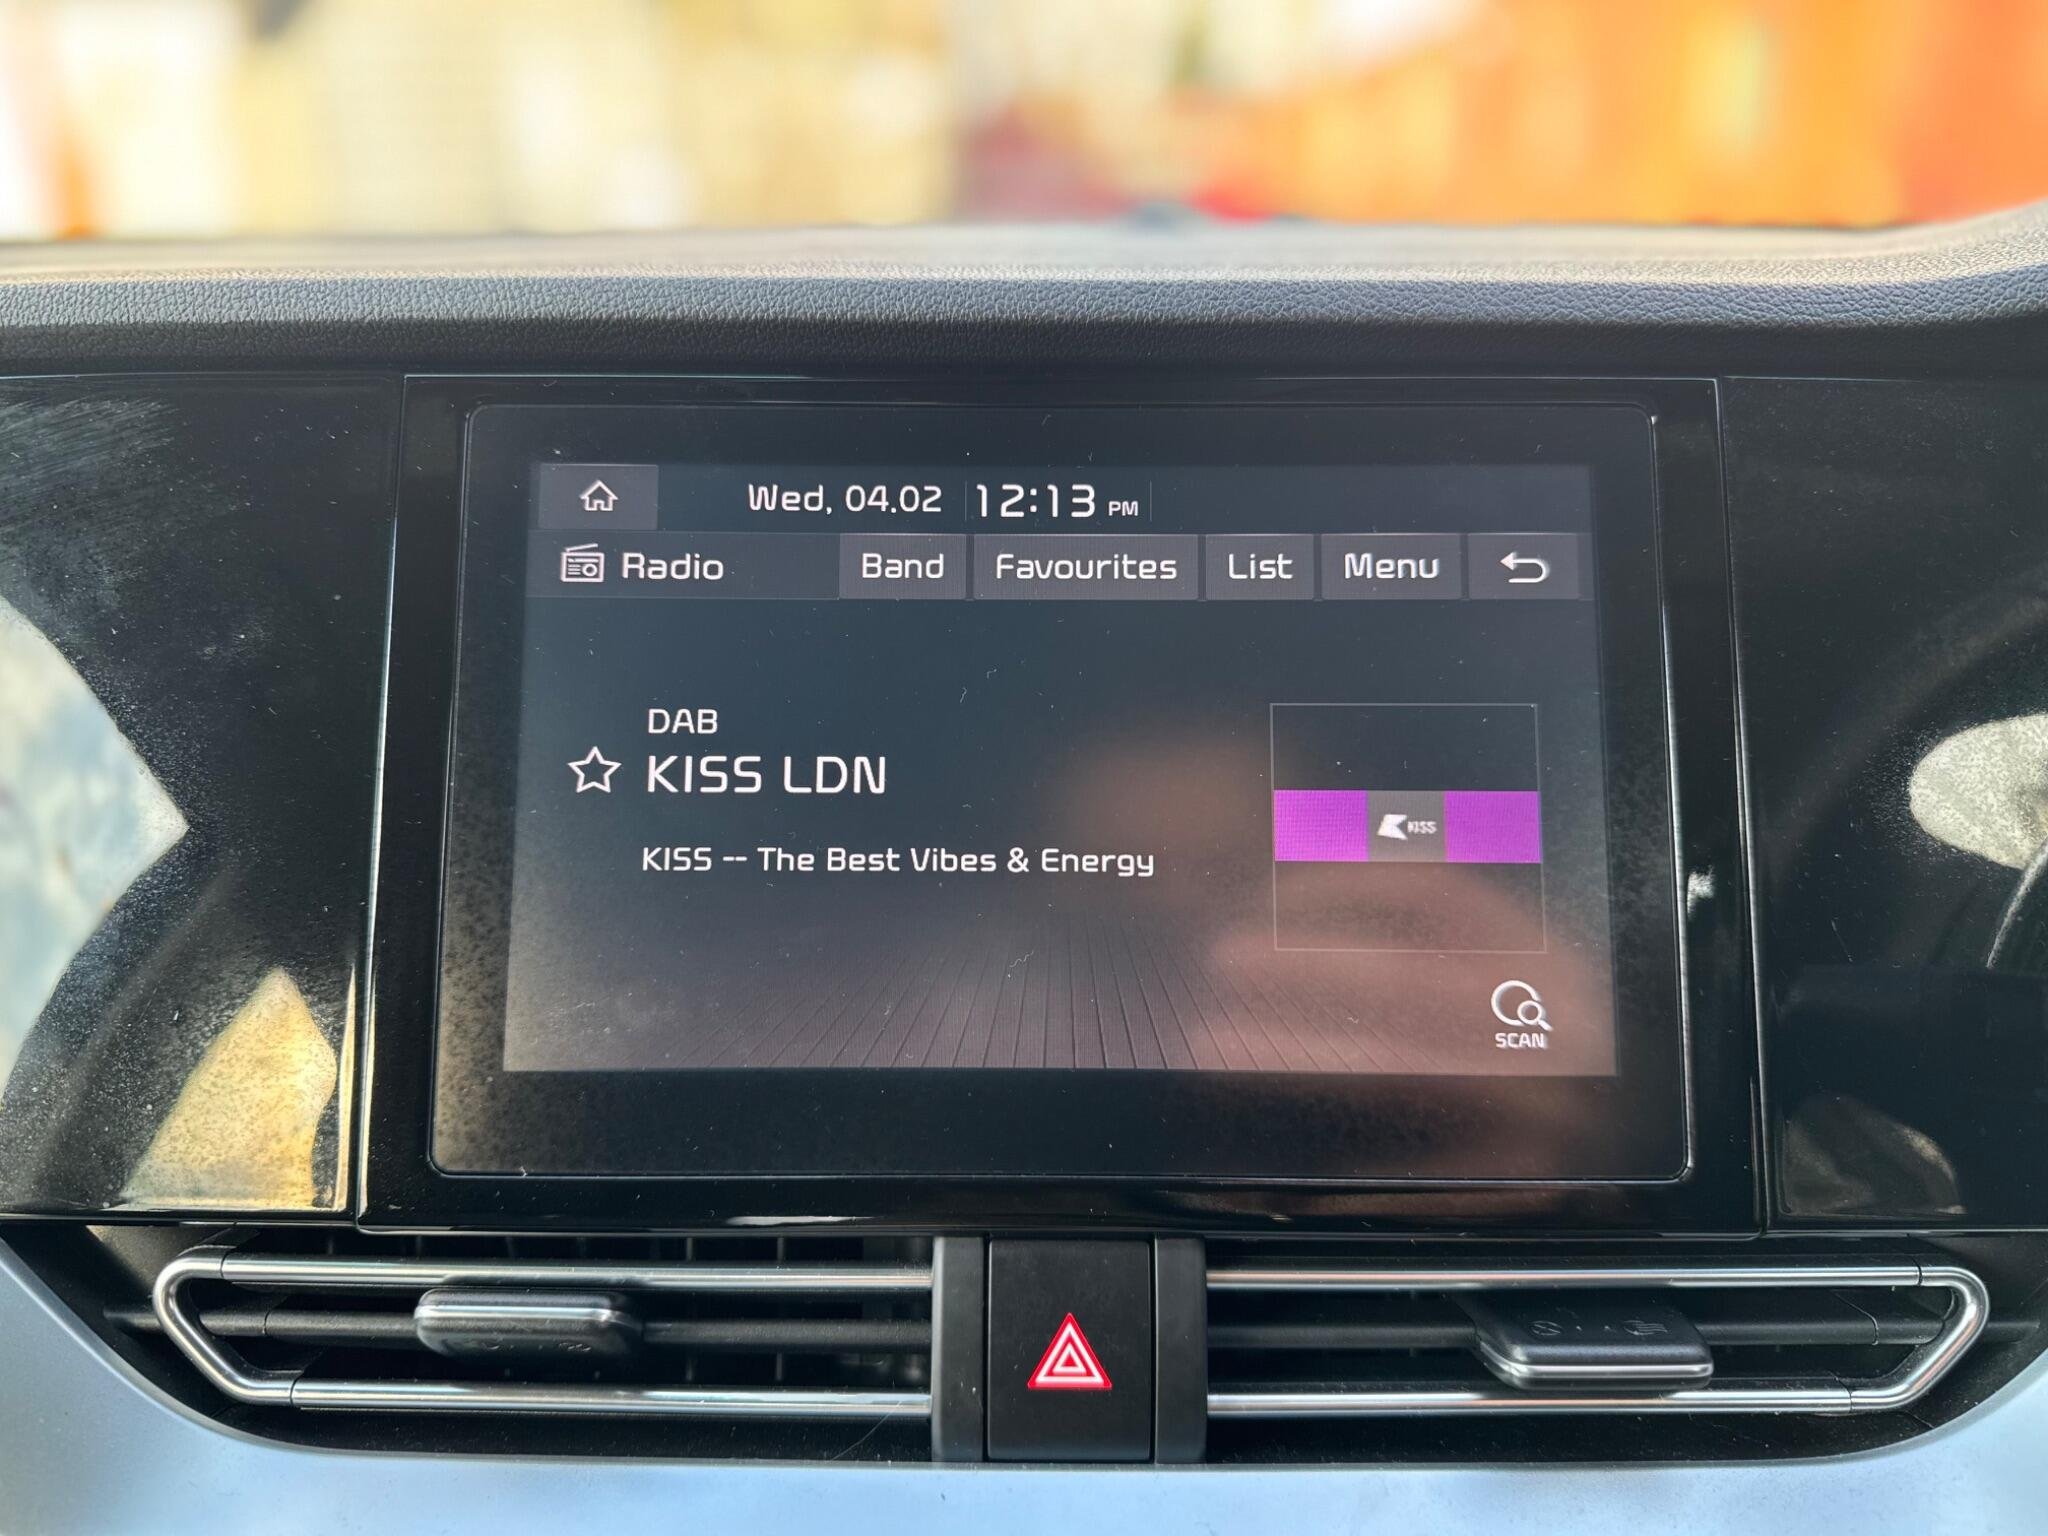 Wed, 04.02 12:13 PM
Radio Band Favourites List Menu
DAB
KISS LDN
KISS -- The Best Vibes & Energy
KISS
SCAN